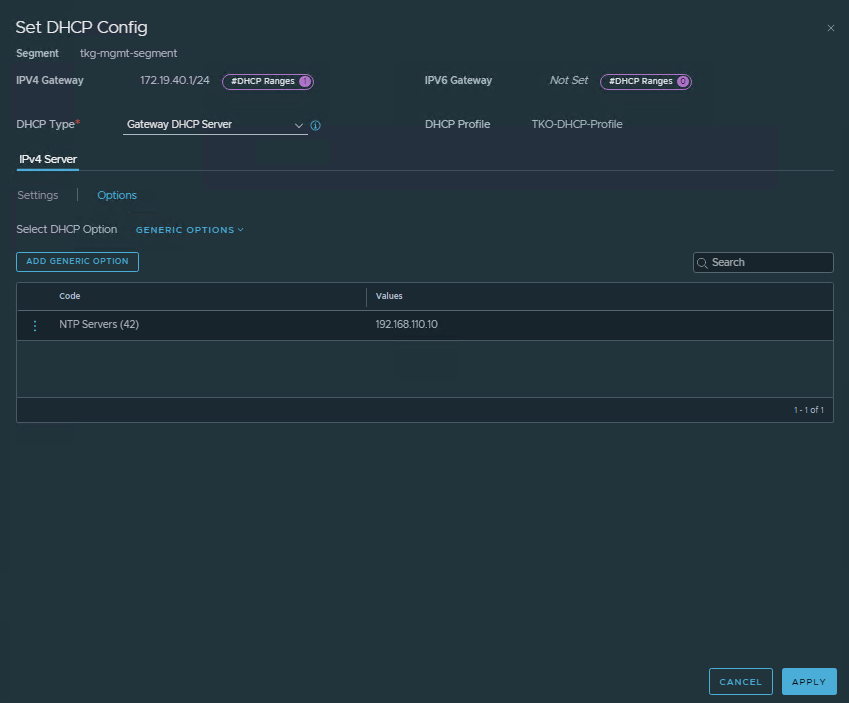 Set DHCP Config
Segment tkg-mgmt-segment
IPV4 Gateway 172.19.40.1/24 #DHCP Ranges 1 IPV6 Gateway Not Set #DHCP Ranges 0
DHCP Type* Gateway DHCP Server DHCP Profile TKO-DHCP-Profile
IPv4 Server
Settings Options
Select DHCP Option GENERIC OPTIONS
ADD GENERIC OPTION Search
Code Values
NTP Servers (42) 192.168.110.10
1 - 1 of 1
CANCEL APPLY